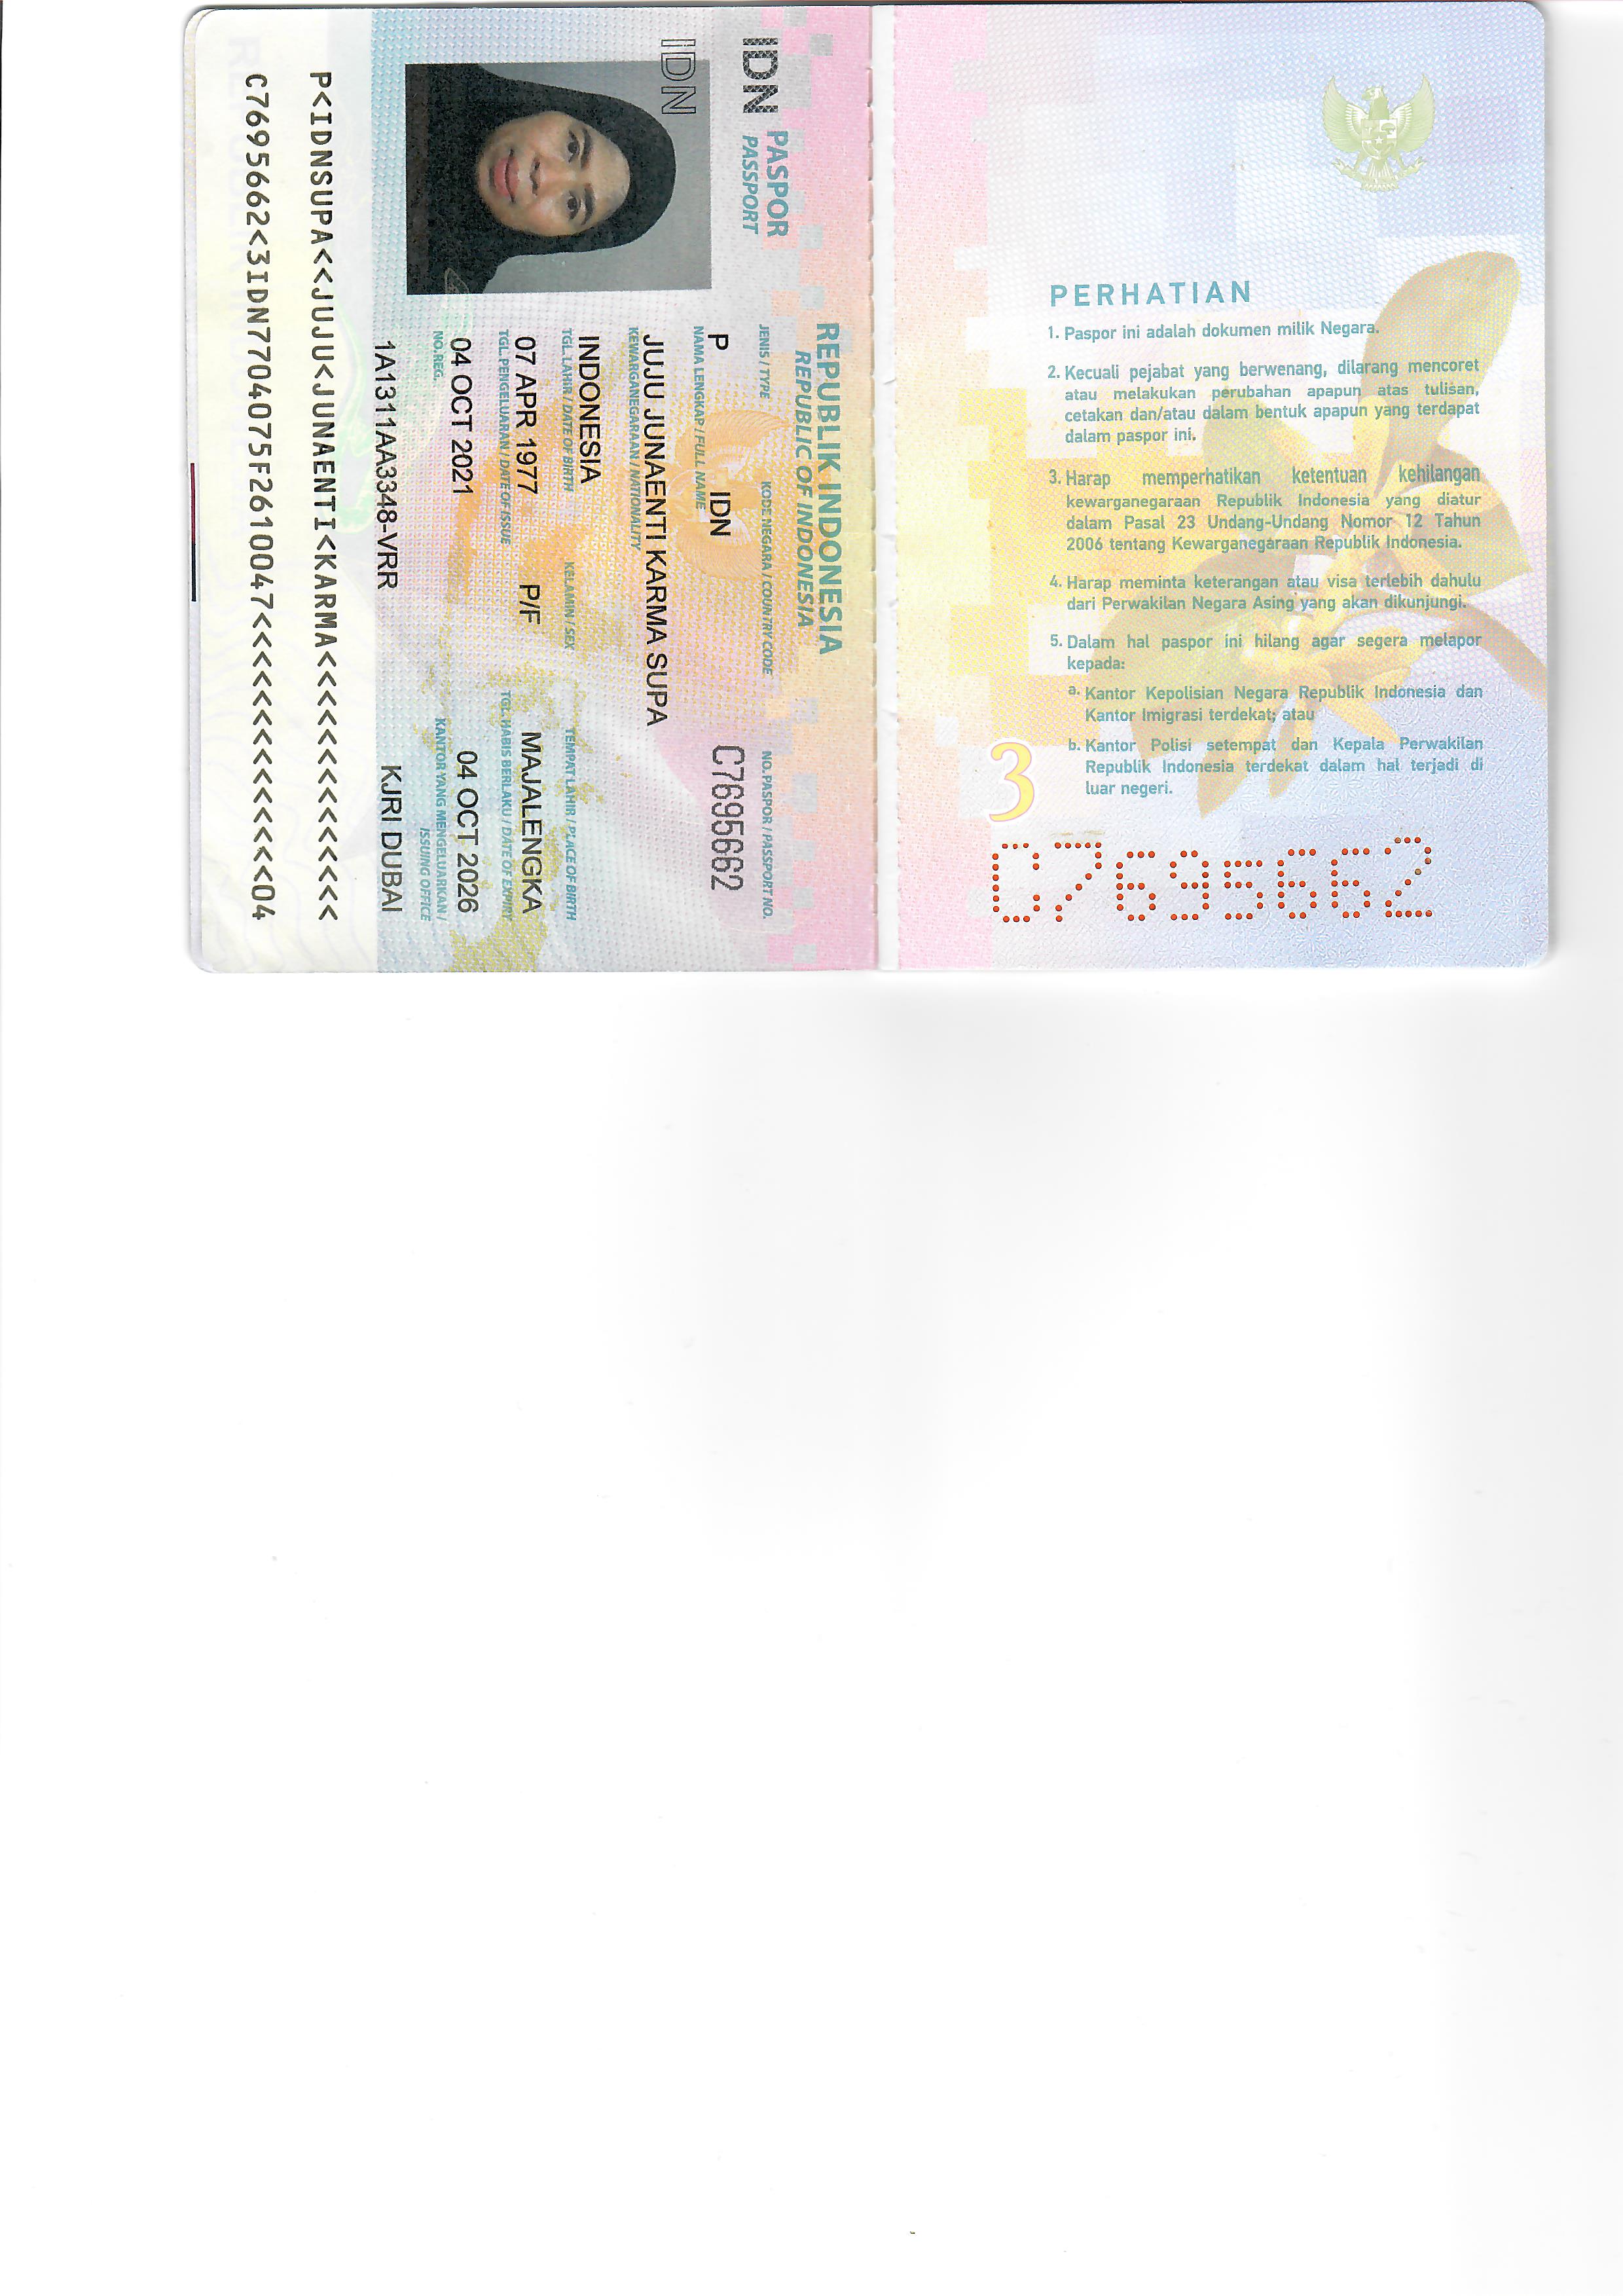 PERHATIAN
1. Paspor ini adalah dokumen milik Negara.
2. Kecuali pejabat yang berwenang, dilarang mencoret
atau melakukan perubahan apapun atas tulisan,
cetakan dan/atau dalam bentuk apapun yang terdapat
dalam paspor ini.
3. Harap memperhatikan ketentuan kehilangan
kewarganegaraan Republik Indonesia yang diatur
dalam Pasal 23 Undang-Undang Nomor 12 Tahun
2006 tentang Kewarganegaraan Republik Indonesia.
4. Harap meminta keterangan atau visa terlebih dahulu
dari Perwakilan Negara Asing yang akan dikunjungi.
5. Dalam hal paspor ini hilang agar segera melapor
kepada:
a. Kantor Kepolisian Negara Republik Indonesia dan
Kantor Imigrasi terdekat; atau
b. Kantor Polisi setempat dan Kepala Perwakilan
Republik Indonesia terdekat dalam hal terjadi di
luar negeri.
3
C7695662
REPUBLIK INDONESIA
REPUBLIC OF INDONESIA
IDN PASPOR
PASSPORT
IDN
JENIS / TYPE KODE NEGARA / COUNTRY CODE NO. PASPOR / PASSPORT NO.
P IDN C7695662
NAMA LENGKAP / FULL NAME
JUJU JUNAENTI KARMA SUPA
KEWARGANEGARAAN / NATIONALITY
INDONESIA
TGL. LAHIR / DATE OF BIRTH KELAMIN / SEX TEMPAT LAHIR / PLACE OF BIRTH
07 APR 1977 P/F MAJALENGKA
TGL. PENGELUARAN / DATE OF ISSUE TGL. HABIS BERLAKU / DATE OF EXPIRY
04 OCT 2021 04 OCT 2026
NO. REG. KANTOR YANG MENGELUARKAN /
ISSUING OFFICE
1A1311AA3348-VRR KJRI DUBAI
P<IDNSUPA<<JUJU<JUNAENTI<KARMA<<<<<<<<<<<<<<
C7695662<3IDN7704075F2610047<<<<<<<<<<<<<<04